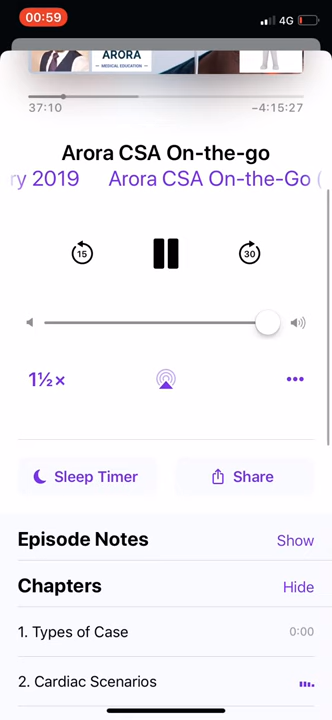 00:59
4G
ARORA
MEDICAL EDUCATION
37:10
−4:15:27
Arora CSA On-the-go
ry 2019 Arora CSA On-the-Go (
15
30
1½×
Sleep Timer
Share
Episode Notes
Show
Chapters
Hide
1. Types of Case
0:00
2. Cardiac Scenarios